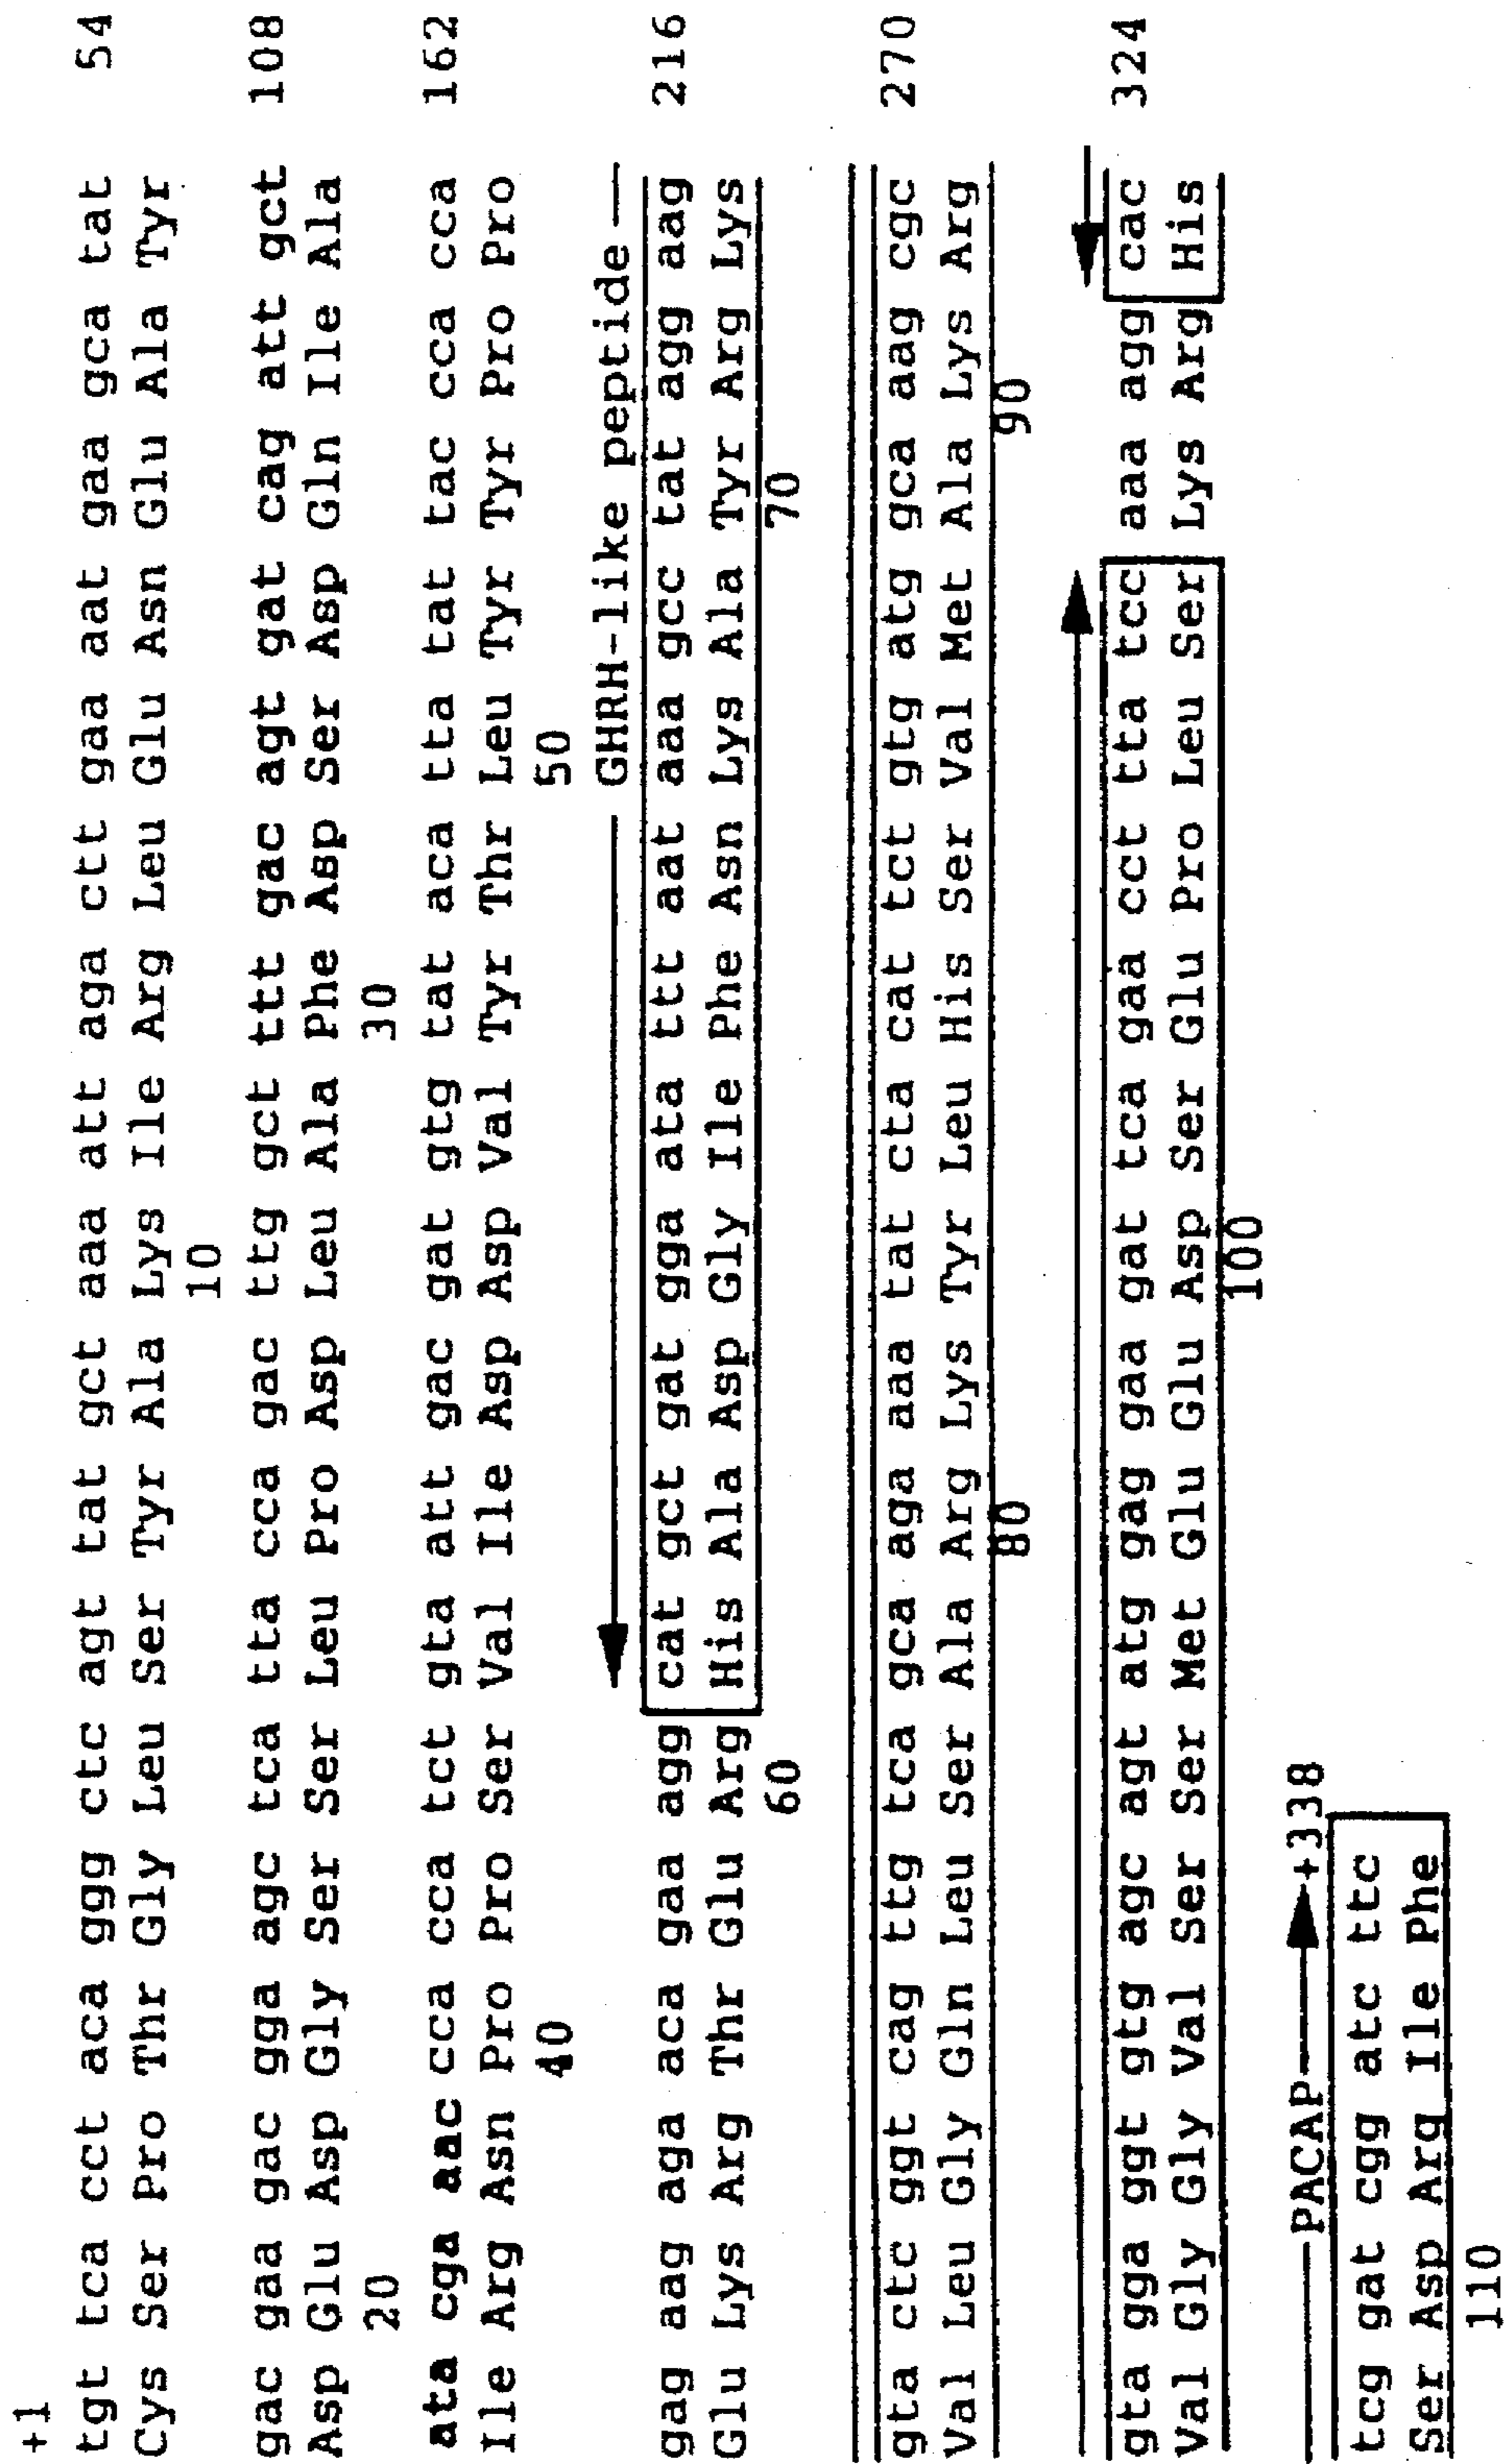 +1
tgt tca cct aca ggg ctc agt tat gct aaa att aga ctt gaa aat gaa gca tat 54
Cys Ser Pro Thr Gly Leu Ser Tyr Ala Lys Ile Arg Leu Glu Asn Glu Ala Tyr
10
gac gaa gac gga agc tca tta cca gac ttg gct ttt gac agt gat cag att gct 108
Asp Glu Asp Gly Ser Ser Leu Pro Asp Leu Ala Phe Asp Ser Asp Gln Ile Ala
20 30
ata cga aac cca cca tct gta att gac gat gtg tat aca tta tat tac cca cca 162
Ile Arg Asn Pro Pro Ser Val Ile Asp Asp Val Tyr Thr Leu Tyr Tyr Pro Pro
40 50
GHRH-like peptide
gag aag aga aca gaa agg cat gct gat gga ata ttt aat aaa gcc tat agg aag 216
Glu Lys Arg Thr Glu Arg His Ala Asp Gly Ile Phe Asn Lys Ala Tyr Arg Lys
60 70
gta ctc ggt cag ttg tca gca aga aaa tat cta cat tct gtg atg gca aag cgc 270
Val Leu Gly Gln Leu Ser Ala Arg Lys Tyr Leu His Ser Val Met Ala Lys Arg
80 90
gta gga ggt gtg agc agt atg gag gaa gat tca gaa cct tta tcc aaa agg cac 324
Val Gly Gly Val Ser Ser Met Glu Glu Asp Ser Glu Pro Leu Ser Lys Arg His
100
PACAP +338
tcg gat cgg atc ttc
Ser Asp Arg Ile Phe
110